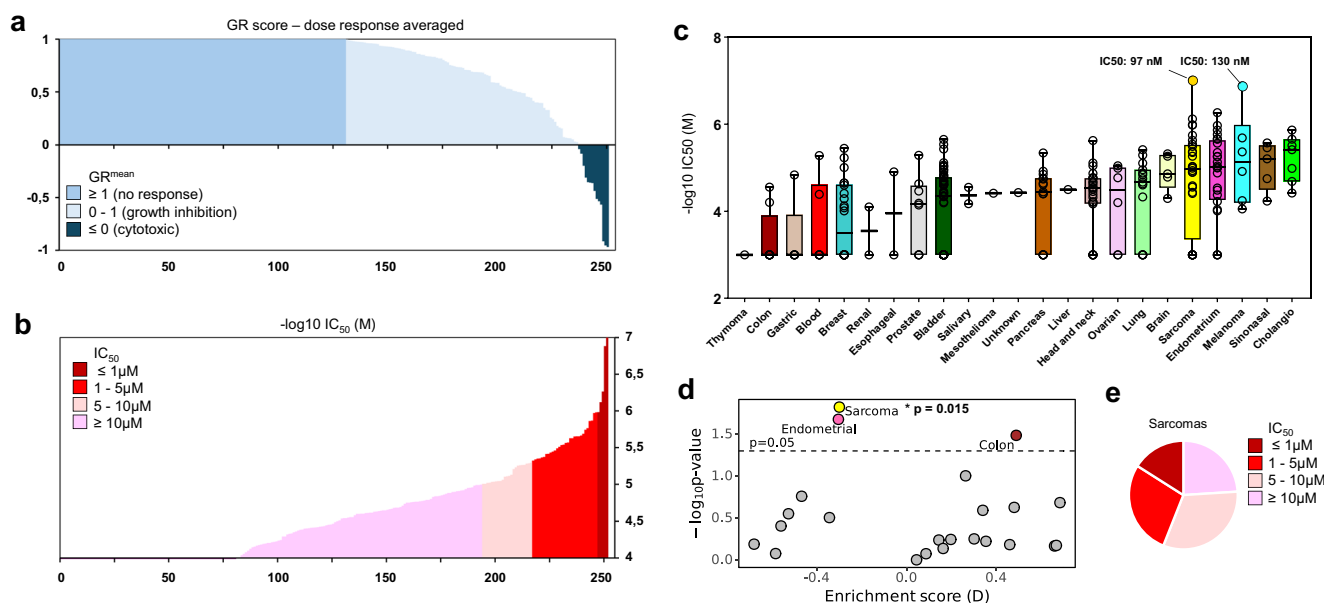 a
GR score – dose response averaged
1
0,5
0
-0,5
-1
GRmean
≥ 1 (no response)
0 - 1 (growth inhibition)
≤ 0 (cytotoxic)
0
50
100
150
200
250
b
-log10 IC50 (M)
IC50
≤ 1µM
1 - 5µM
5 - 10µM
≥ 10µM
7
6,5
6
5,5
5
4,5
4
0
50
100
150
200
250
c
IC50: 97 nM
IC50: 130 nM
-log10 IC50 (M)
8
6
4
2
Thymoma
Colon
Gastric
Blood
Breast
Renal
Esophageal
Prostate
Bladder
Salivary
Mesothelioma
Unknown
Pancreas
Liver
Head and neck
Ovarian
Lung
Brain
Sarcoma
Endometrium
Melanoma
Sinonasal
Cholangio
d
Sarcoma
* p = 0.015
Endometrial
Colon
p=0.05
−log10p-value
1.5
1.0
0.5
0.0
-0.4
0.0
0.4
Enrichment score (D)
e
Sarcomas
IC50
≤ 1µM
1 - 5µM
5 - 10µM
≥ 10µM